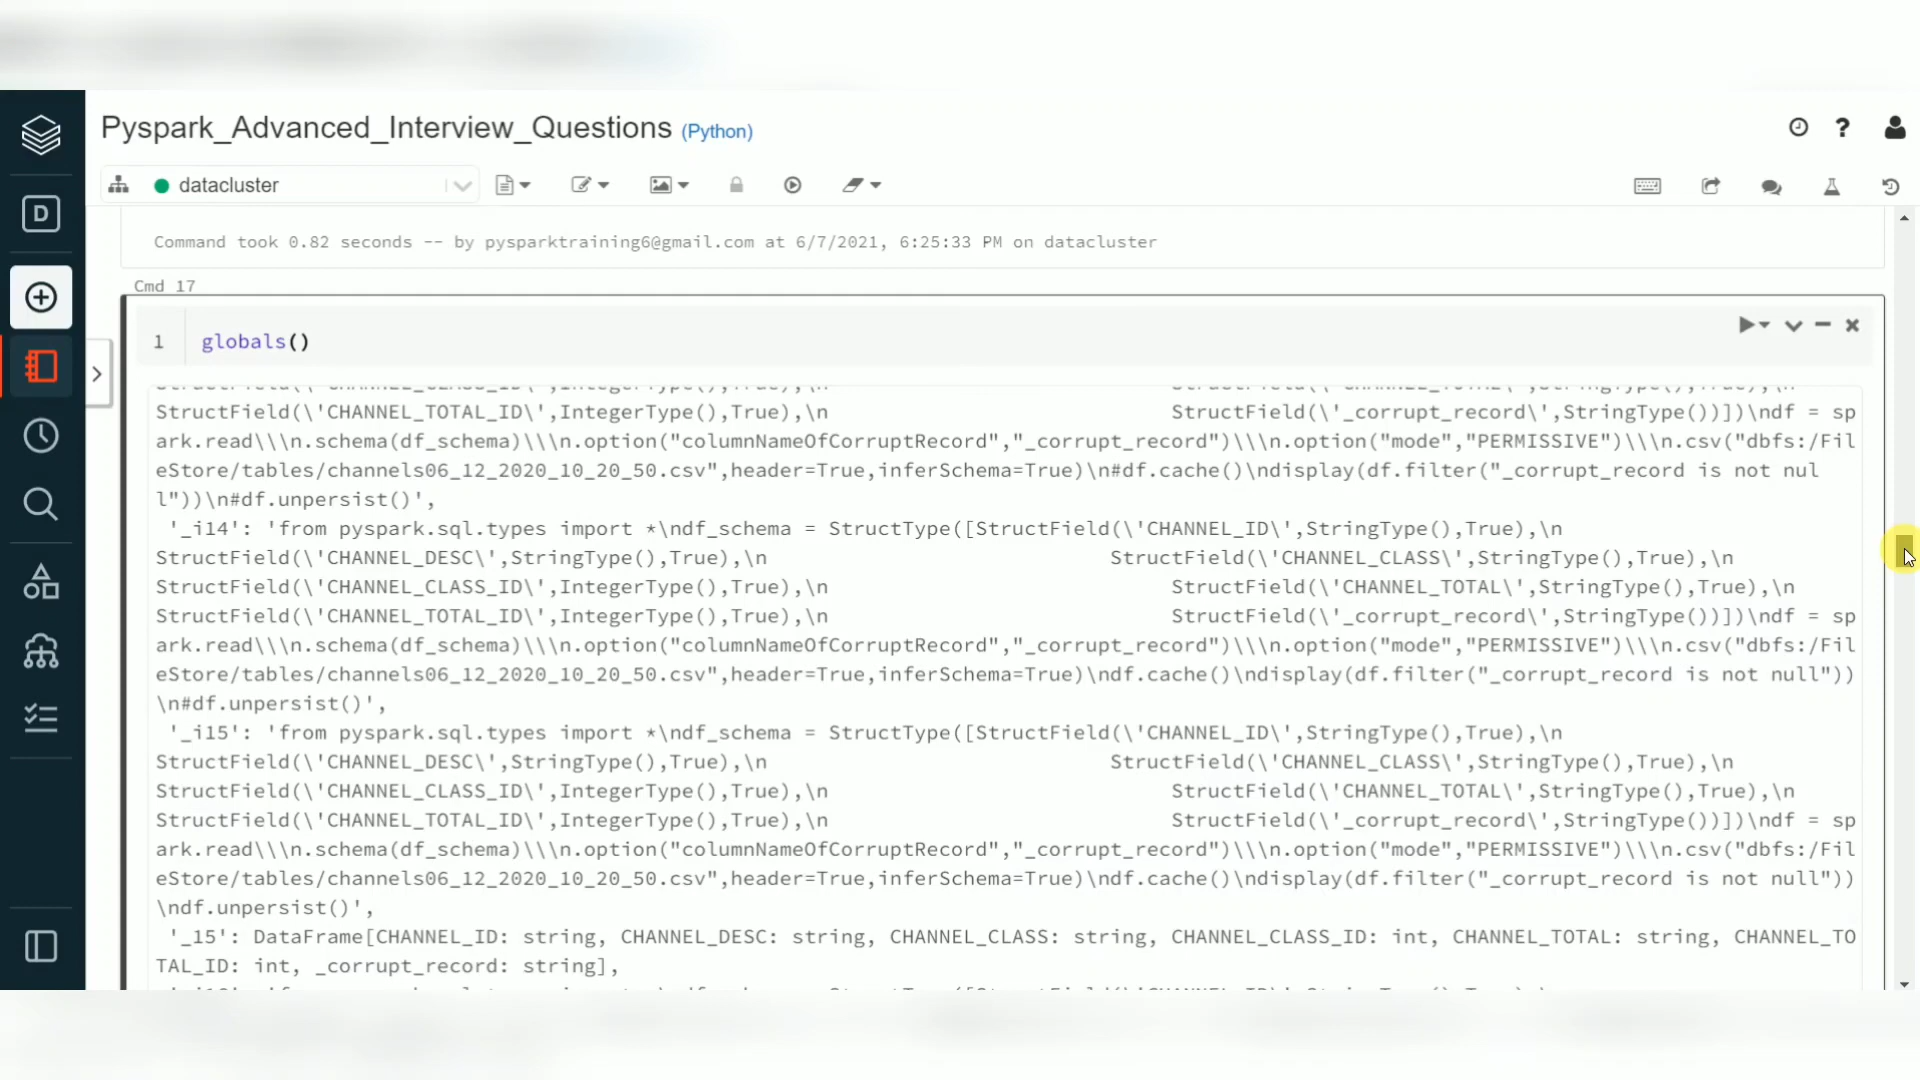 Pyspark_Advanced_Interview_Questions (Python)
datacluster
D
Command took 0.82 seconds -- by pysparktraining6@gmail.com at 6/7/2021, 6:25:33 PM on datacluster
Cmd 17
1 globals()
StructField(\'CHANNEL_TOTAL_ID\',IntegerType(),True),\n StructField(\'_corrupt_record\',StringType())])\ndf = sp
ark.read\\\n.schema(df_schema)\\\n.option("columnNameOfCorruptRecord","_corrupt_record")\\\n.option("mode","PERMISSIVE")\\\n.csv("dbfs:/Fil
eStore/tables/channels06_12_2020_10_20_50.csv",header=True,inferSchema=True)\n#df.cache()\ndisplay(df.filter("_corrupt_record is not nul
l"))\n#df.unpersist()',
'_i14': 'from pyspark.sql.types import *\ndf_schema = StructType([StructField(\'CHANNEL_ID\',StringType(),True),\n
StructField(\'CHANNEL_DESC\',StringType(),True),\n StructField(\'CHANNEL_CLASS\',StringType(),True),\n
StructField(\'CHANNEL_CLASS_ID\',IntegerType(),True),\n StructField(\'CHANNEL_TOTAL\',StringType(),True),\n
StructField(\'CHANNEL_TOTAL_ID\',IntegerType(),True),\n StructField(\'_corrupt_record\',StringType())])\ndf = sp
ark.read\\\n.schema(df_schema)\\\n.option("columnNameOfCorruptRecord","_corrupt_record")\\\n.option("mode","PERMISSIVE")\\\n.csv("dbfs:/Fil
eStore/tables/channels06_12_2020_10_20_50.csv",header=True,inferSchema=True)\ndf.cache()\ndisplay(df.filter("_corrupt_record is not null"))
\n#df.unpersist()',
'_i15': 'from pyspark.sql.types import *\ndf_schema = StructType([StructField(\'CHANNEL_ID\',StringType(),True),\n
StructField(\'CHANNEL_DESC\',StringType(),True),\n StructField(\'CHANNEL_CLASS\',StringType(),True),\n
StructField(\'CHANNEL_CLASS_ID\',IntegerType(),True),\n StructField(\'CHANNEL_TOTAL\',StringType(),True),\n
StructField(\'CHANNEL_TOTAL_ID\',IntegerType(),True),\n StructField(\'_corrupt_record\',StringType())])\ndf = sp
ark.read\\\n.schema(df_schema)\\\n.option("columnNameOfCorruptRecord","_corrupt_record")\\\n.option("mode","PERMISSIVE")\\\n.csv("dbfs:/Fil
eStore/tables/channels06_12_2020_10_20_50.csv",header=True,inferSchema=True)\ndf.cache()\ndisplay(df.filter("_corrupt_record is not null"))
\ndf.unpersist()',
'_15': DataFrame[CHANNEL_ID: string, CHANNEL_DESC: string, CHANNEL_CLASS: string, CHANNEL_CLASS_ID: int, CHANNEL_TOTAL: string, CHANNEL_TO
TAL_ID: int, _corrupt_record: string],